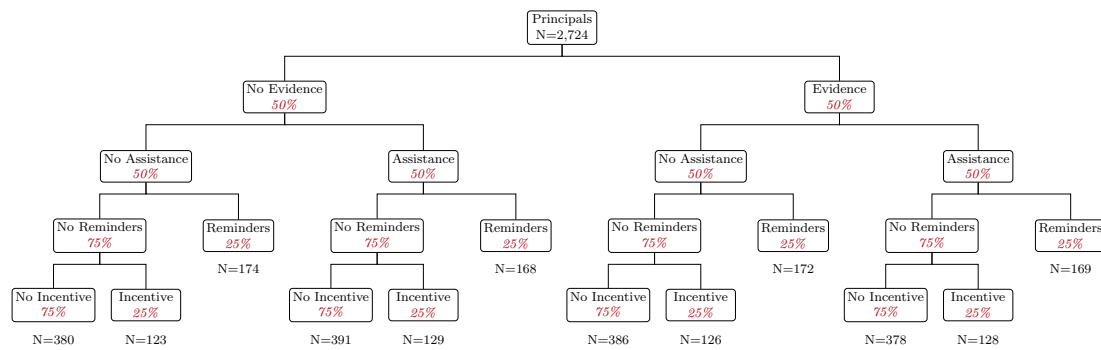 Principals
N=2,724
No Evidence
50%
Evidence
50%
No Assistance
50%
Assistance
50%
No Assistance
50%
Assistance
50%
No Reminders
75%
Reminders
25%
No Reminders
75%
Reminders
25%
No Reminders
75%
Reminders
25%
No Reminders
75%
Reminders
25%
N=174
N=168
N=172
N=169
No Incentive
75%
Incentive
25%
No Incentive
75%
Incentive
25%
No Incentive
75%
Incentive
25%
No Incentive
75%
Incentive
25%
N=380
N=123
N=391
N=129
N=386
N=126
N=378
N=128